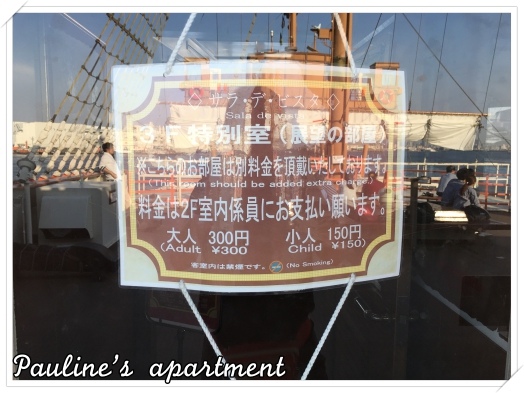 ◇ サラ・デ・ビスタ ◇
Sala de vista
3F 特別室（展望の部屋）
※こちらのお部屋は別料金を頂戴いたしております。
(This room should be added extra charge)
料金は2F室内係員にお支払い願います。
大人 300円 小人 150円
(Adult ¥300 Child ¥150)
客室内は禁煙です。 (No Smoking)
Pauline's apartment